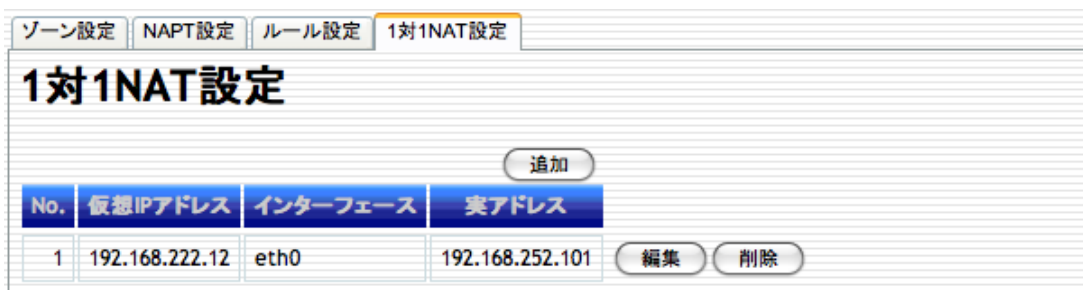 ゾーン設定 NAPT設定 ルール設定 1対1NAT設定
1対1NAT設定
追加
No. 仮想IPアドレス インターフェース 実アドレス
1 192.168.222.12 eth0 192.168.252.101 編集 削除